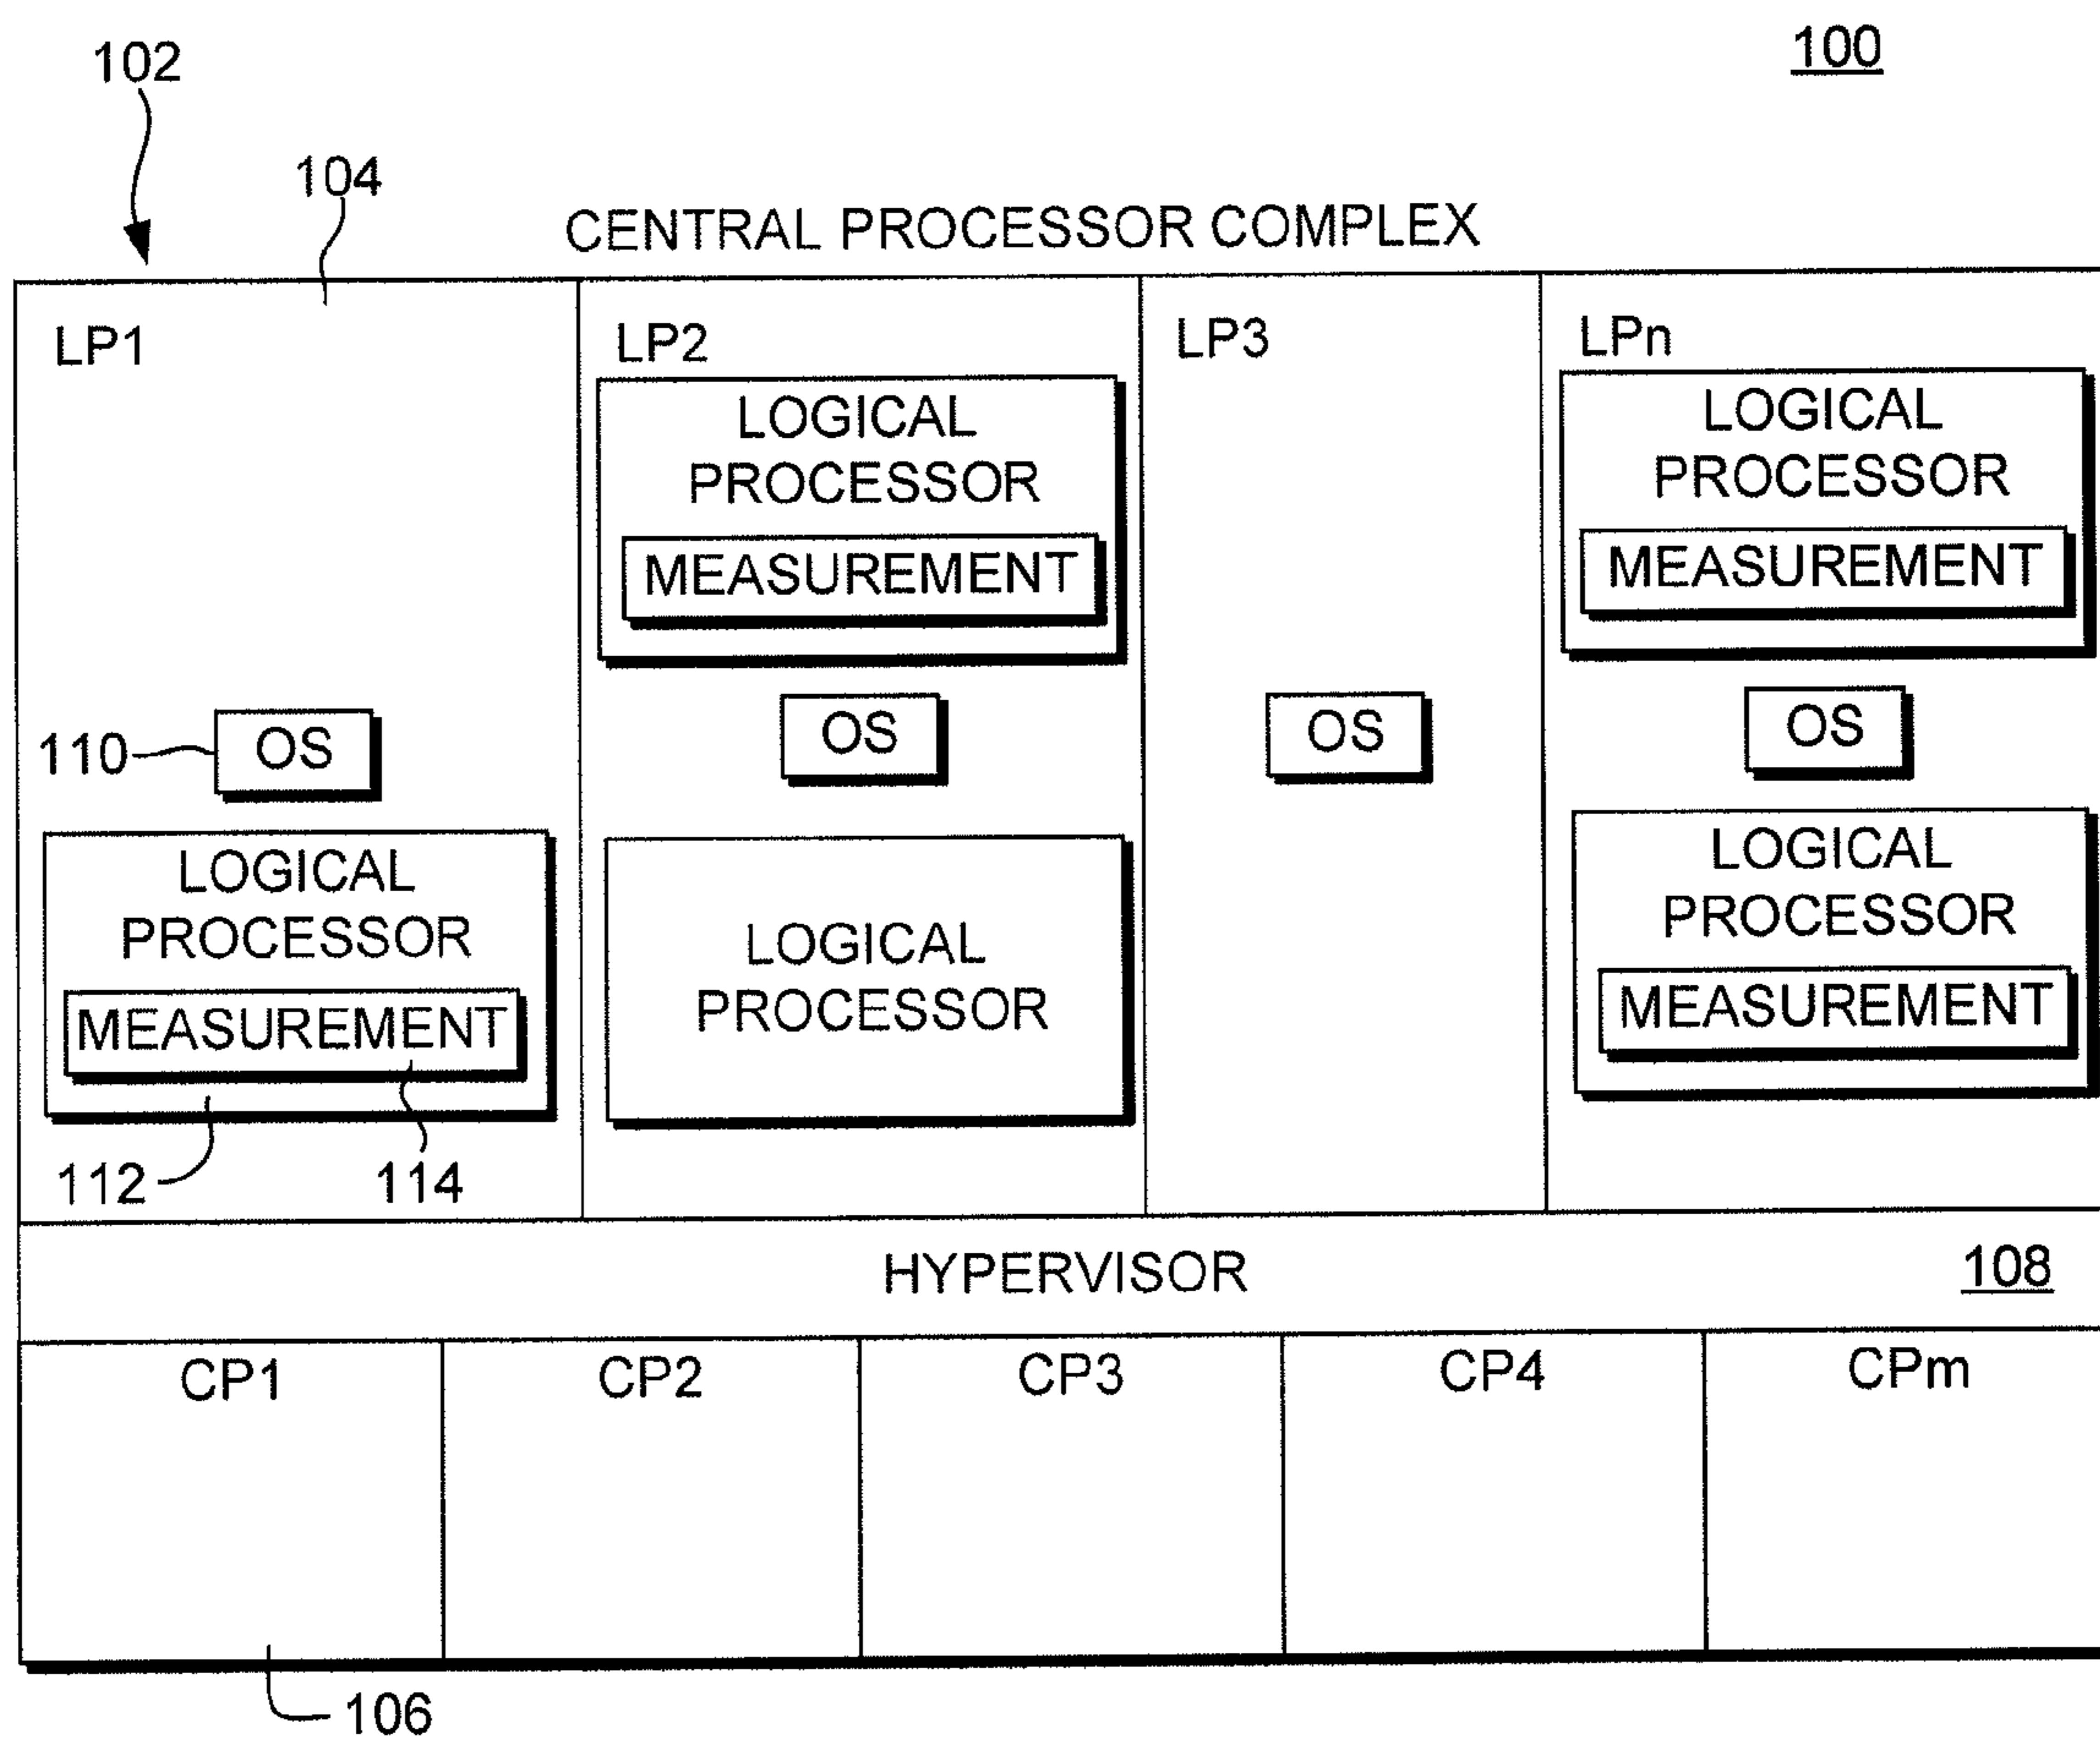 100
102
104
CENTRAL PROCESSOR COMPLEX
LP1
110
OS
LOGICAL
PROCESSOR
MEASUREMENT
112
114
LP2
LOGICAL
PROCESSOR
MEASUREMENT
OS
LOGICAL
PROCESSOR
LP3
OS
LPn
LOGICAL
PROCESSOR
MEASUREMENT
OS
LOGICAL
PROCESSOR
MEASUREMENT
HYPERVISOR
108
CP1
CP2
CP3
CP4
CPm
106